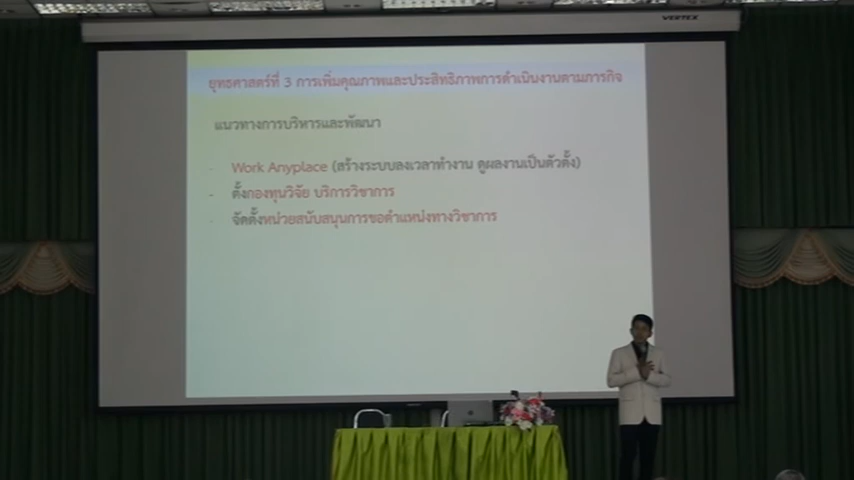 VERTEX
ยุทธศาสตร์ที่ 3 การเพิ่มคุณภาพและประสิทธิภาพการดำเนินงานตามภารกิจ
แนวทางการบริหารและพัฒนา
- Work Anyplace (สร้างระบบลงเวลาทำงาน ดูผลงานเป็นตัวตั้ง)
- ตั้งกองทุนวิจัย บริการวิชาการ
- จัดตั้งหน่วยสนับสนุนการขอตำแหน่งทางวิชาการ